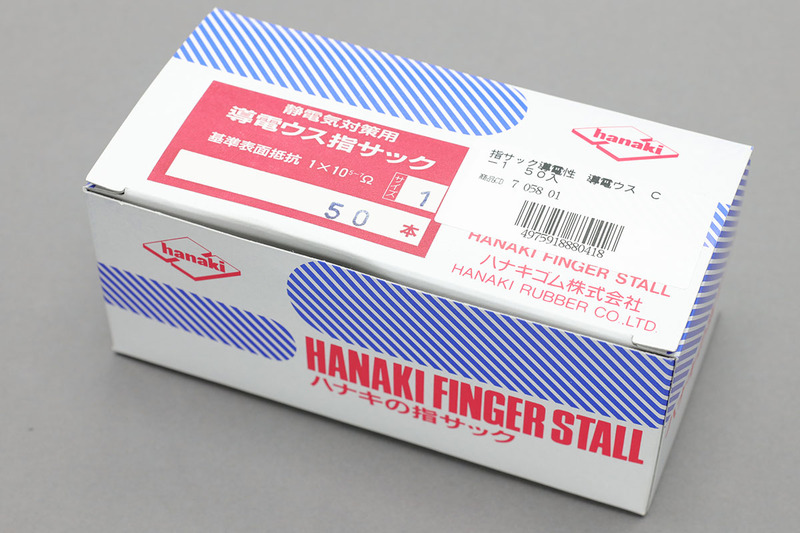 静電気対策用
導電ウス指サック
基準表面抵抗 1×10⁵⁻⁷Ω
サイズ 1
50 本
hanaki
指サック導電性 導電ウス C
-1 50入
商品CD 7 058 01
4975918880418
HANAKI FINGER STALL
ハナキゴム株式会社
HANAKI RUBBER CO.LTD
hanaki
HANAKI FINGER STALL
ハナキの指サック